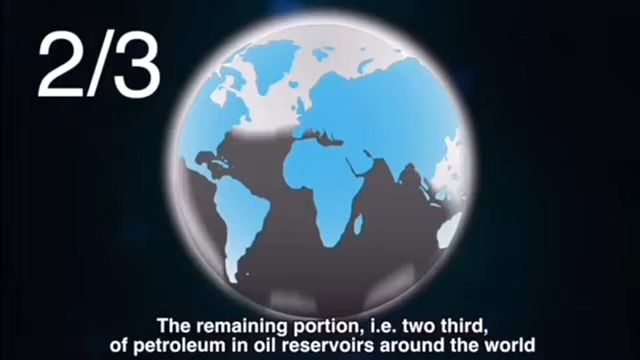 2/3
The remaining portion, i.e. two third,
of petroleum in oil reservoirs around the world